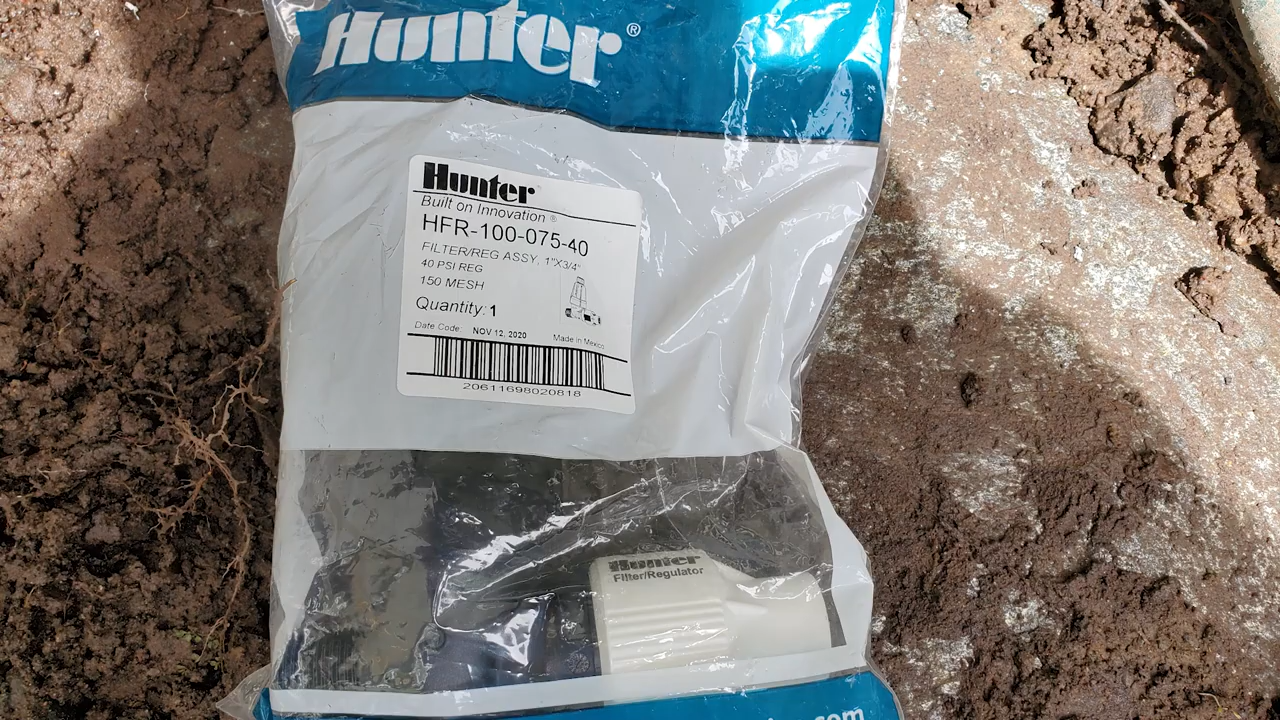 Hunter®
Hunter®
Built on Innovation®
HFR-100-075-40
FILTER/REG ASSY, 1"X3/4"
40 PSI REG
150 MESH
Quantity: 1
Date Code: NOV 12, 2020 Made in Mexico
20611698020818
Hunter
Filter/Regulator
.com